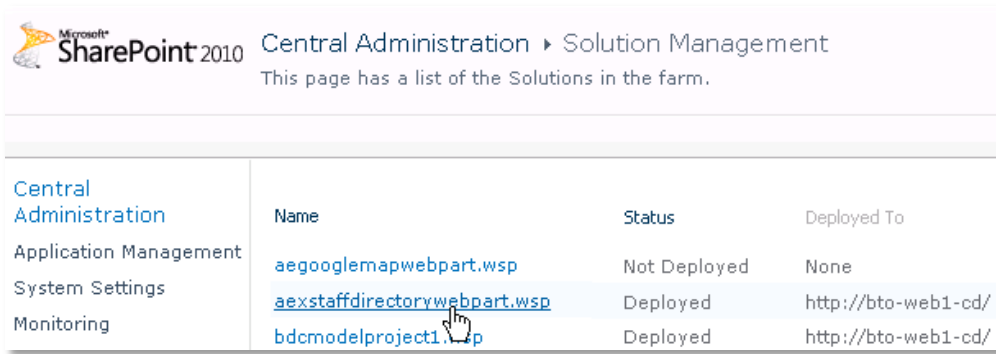 Microsoft®
SharePoint 2010
Central Administration ▸ Solution Management
This page has a list of the Solutions in the farm.
Central
Administration
Application Management
System Settings
Monitoring
Name Status Deployed To
aegooglemapwebpart.wsp Not Deployed None
aexstaffdirectorywebpart.wsp Deployed http://bto-web1-cd/
bdcmodelproject1.wsp Deployed http://bto-web1-cd/